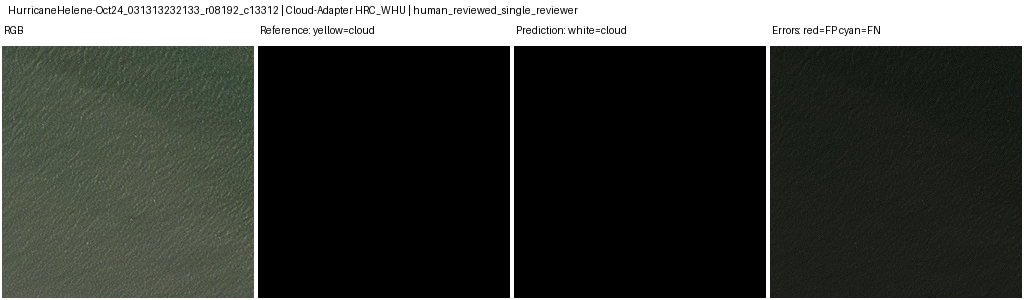 HurricaneHelene-Oct24_031313232133_r08192_c13312 | Cloud-Adapter HRC_WHU | human_reviewed_single_reviewer
RGB
Reference: yellow=cloud
Prediction: white=cloud
Errors: red=FP cyan=FN